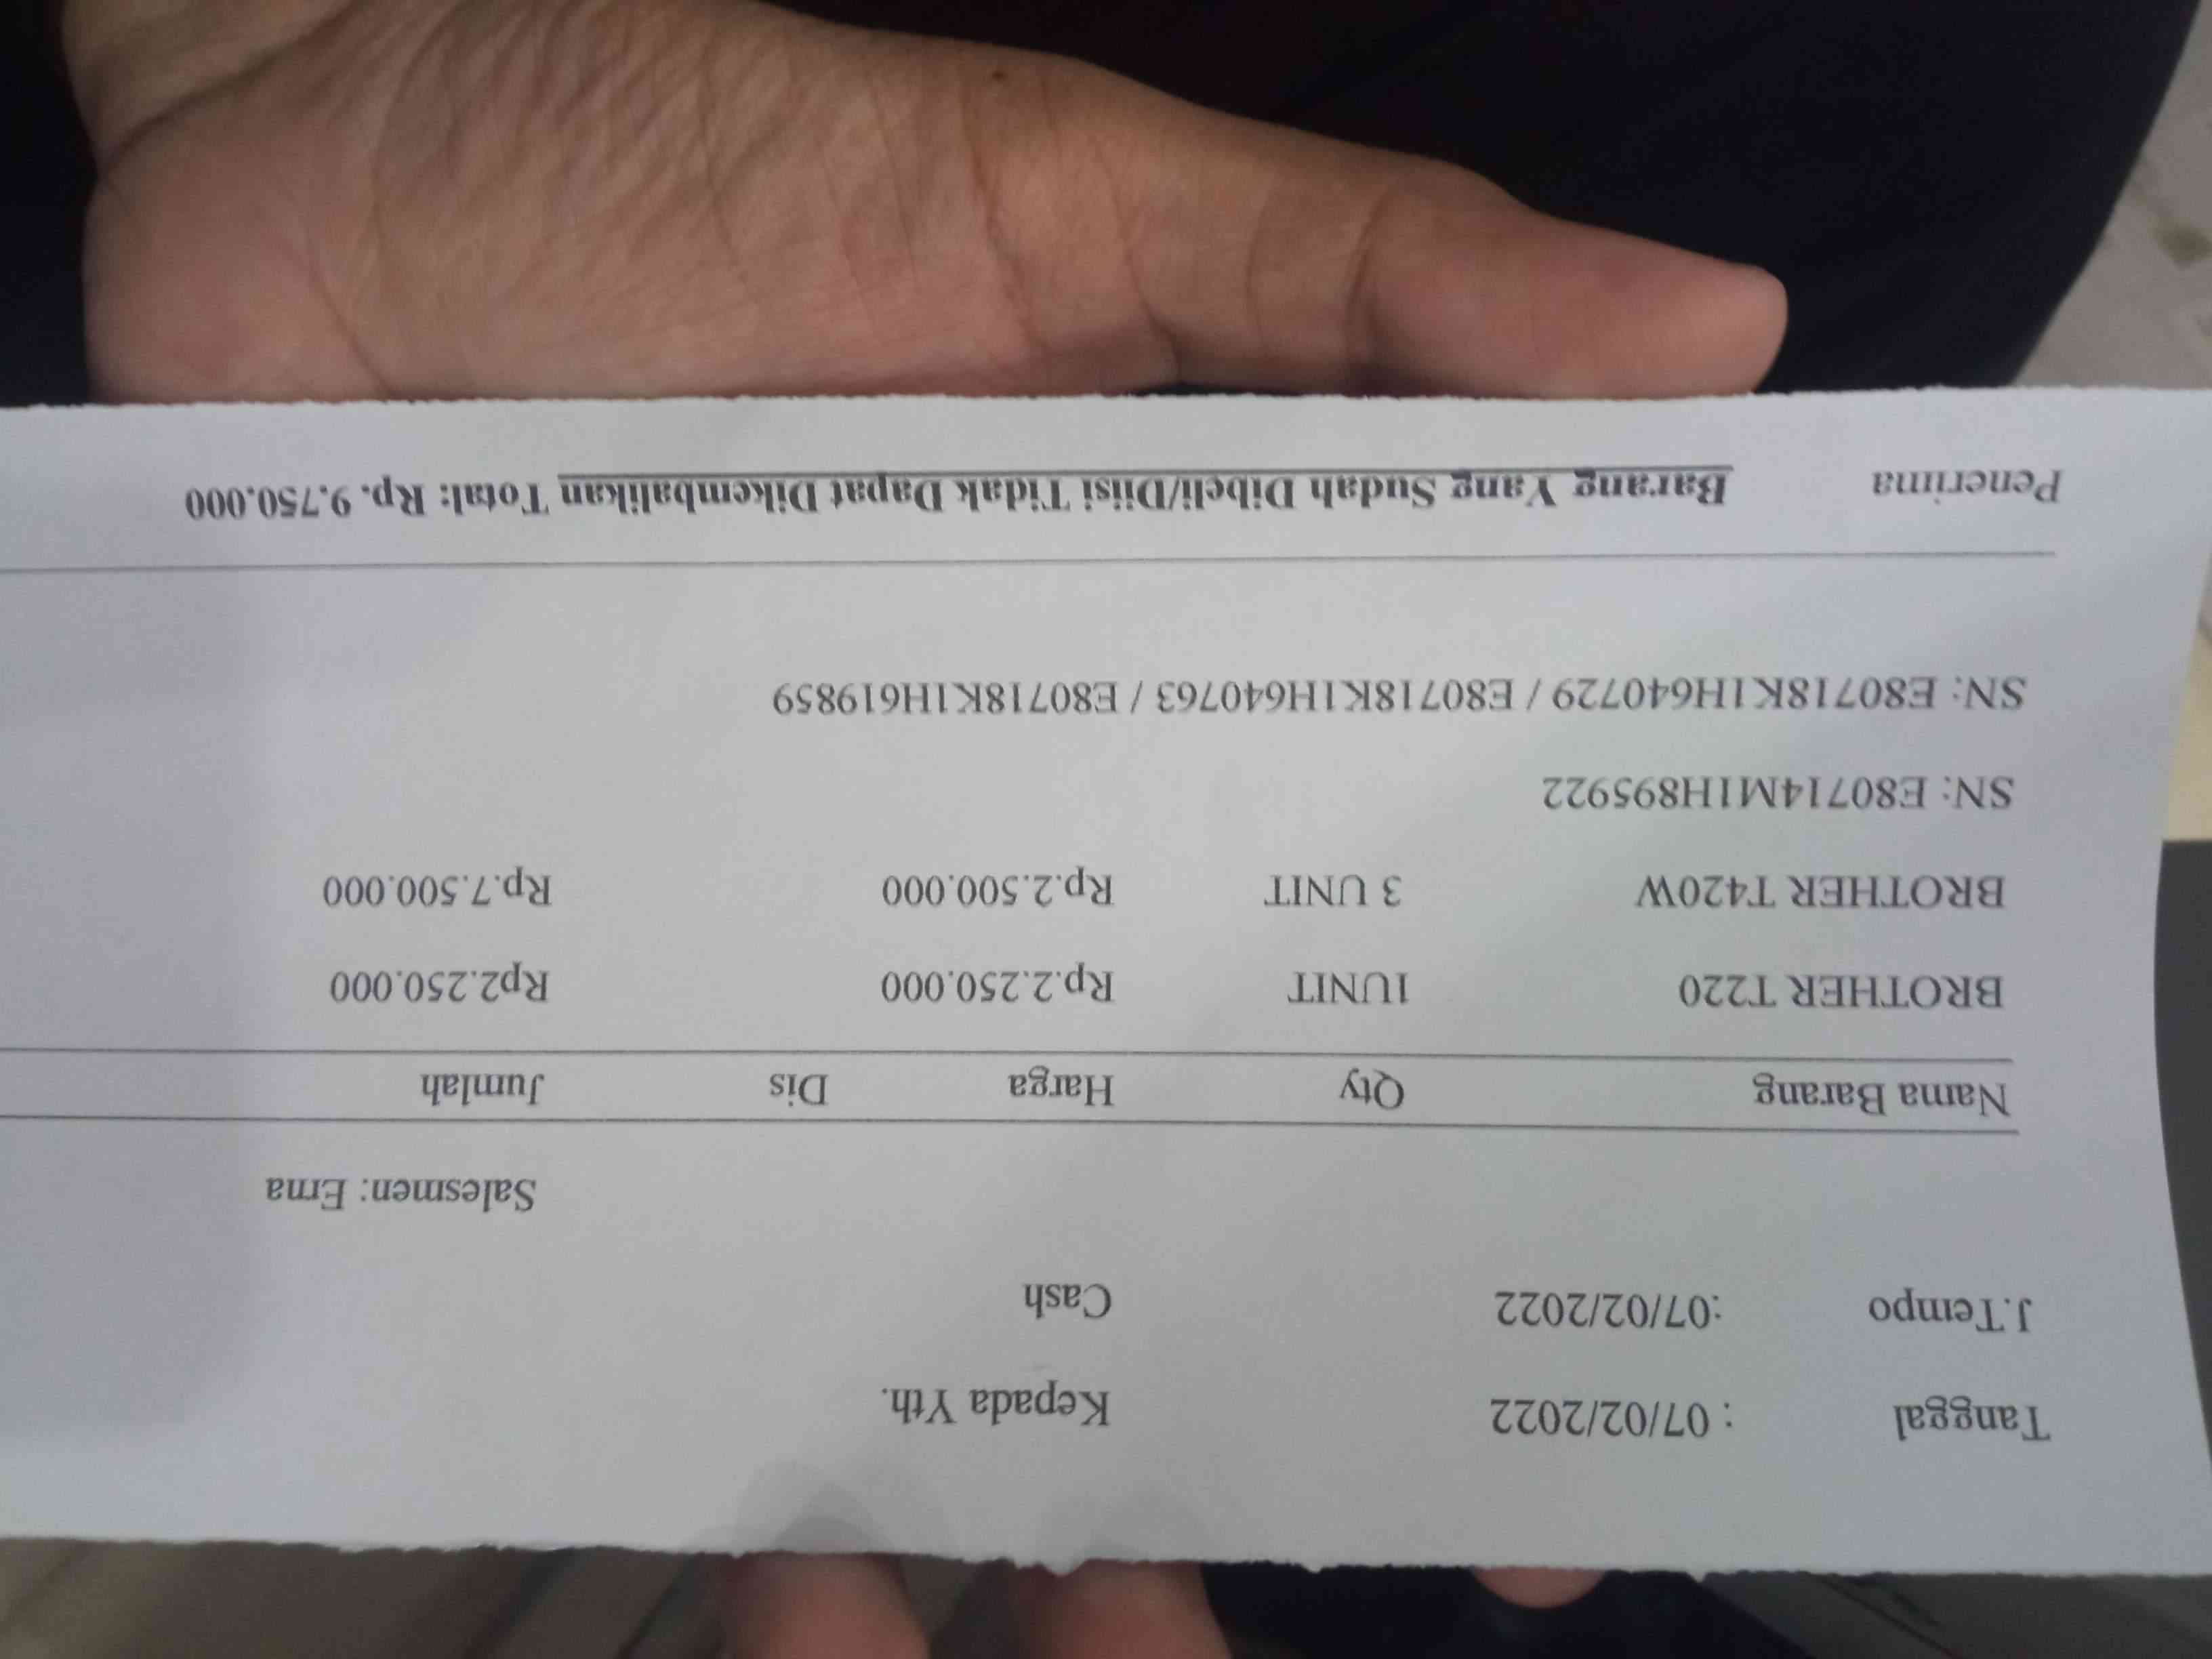 Tanggal : 07/02/2022 Kepada Yth.
J.Tempo :07/02/2022 Cash
Salesmen: Erna
Nama Barang Qty Harga Dis Jumlah
BROTHER T220 1UNIT Rp.2.250.000 Rp2.250.000
BROTHER T420W 3 UNIT Rp.2.500.000 Rp.7.500.000
SN: E80714M1H895922
SN: E80718K1H640729 / E80718K1H640763 / E80718K1H619859
Penerima Barang Yang Sudah Dibeli/Diisi Tidak Dapat Dikembalikan Total: Rp. 9.750.000